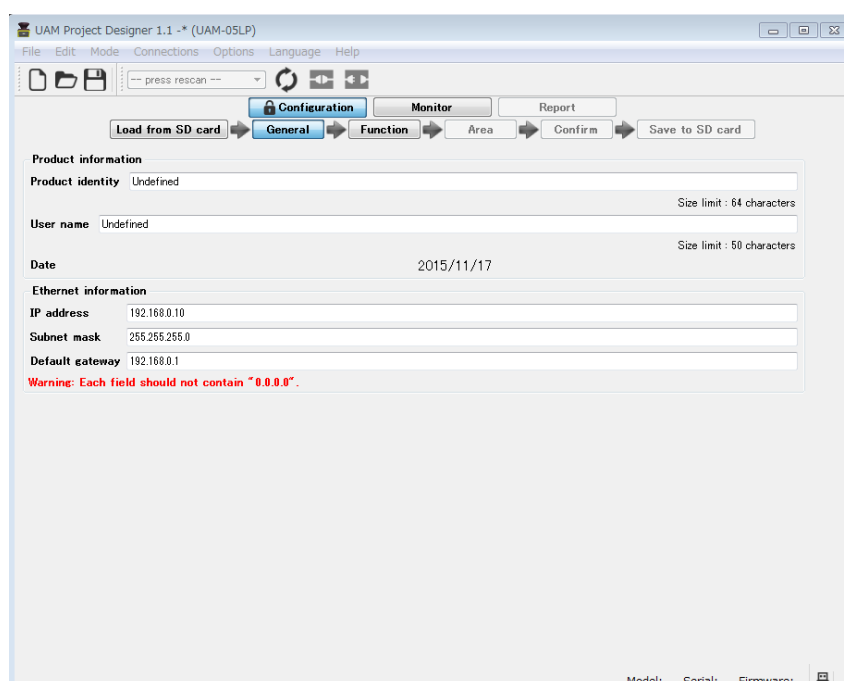 UAM Project Designer 1.1 -* (UAM-05LP)
File Edit Mode Connections Options Language Help
-- press rescan --
Configuration Monitor Report
Load from SD card General Function Area Confirm Save to SD card
Product information
Product identity Undefined
Size limit : 64 characters
User name Undefined
Size limit : 50 characters
Date 2015/11/17
Ethernet information
IP address 192.168.0.10
Subnet mask 255.255.255.0
Default gateway 192.168.0.1
Warning: Each field should not contain "0.0.0.0".
Model: Serial: Firmware: